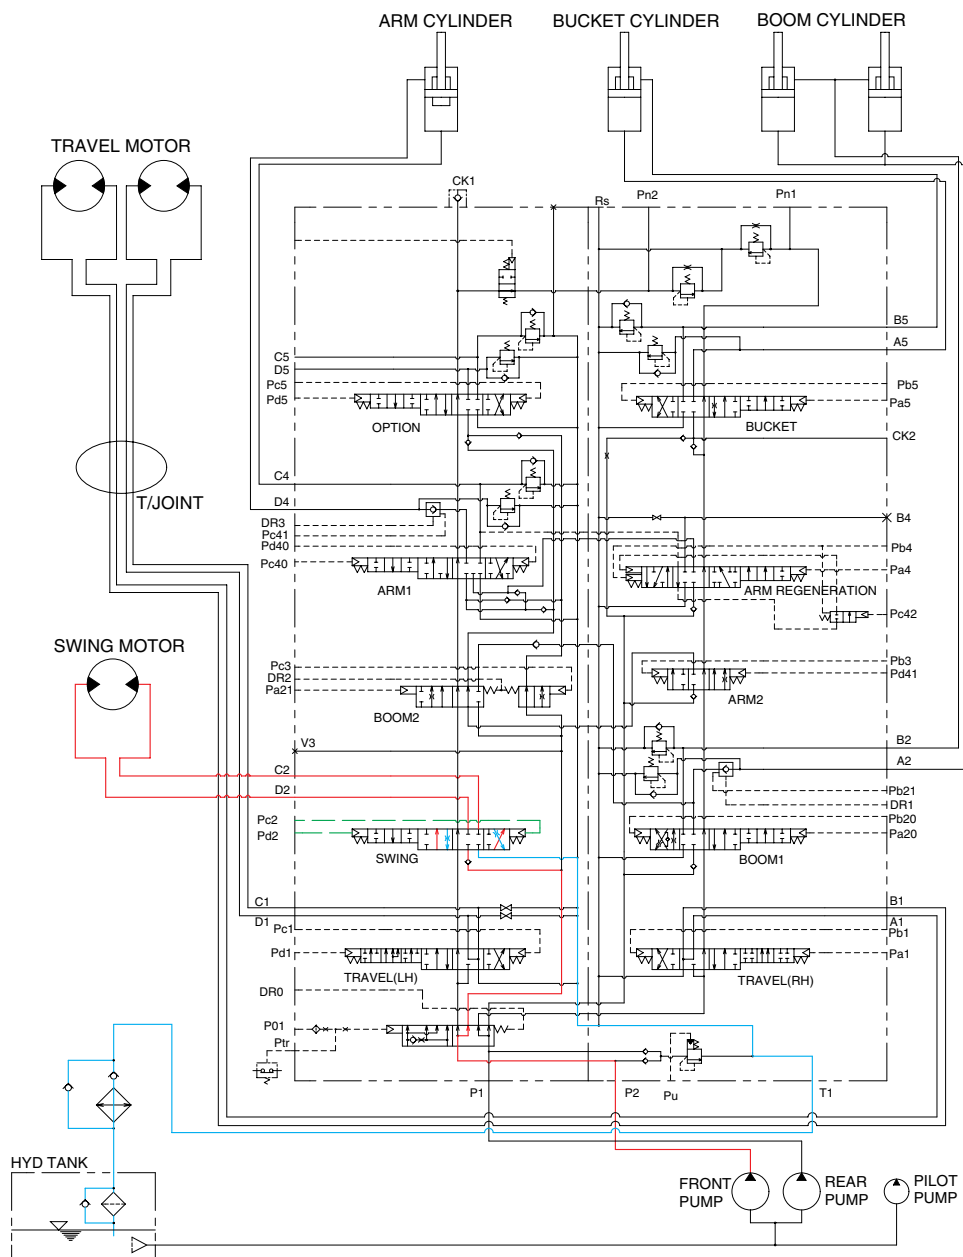 ARM CYLINDER BUCKET CYLINDER BOOM CYLINDER
TRAVEL MOTOR
CK1 Rs Pn2 Pn1
B5
C5 A5
D5
Pc5 Pb5
Pd5 Pa5
OPTION BUCKET
CK2
C4
T/JOINT
D4
DR3 B4
Pc41
Pd40 Pb4
Pc40 Pa4
ARM1 ARM REGENERATION
Pc42
SWING MOTOR
Pc3 Pb3
DR2 Pd41
Pa21 ARM2
BOOM2
V3 B2
C2 A2
D2 Pb21
DR1
Pc2 Pb20
Pd2 Pa20
SWING BOOM1
C1 B1
D1 A1
Pc1 Pb1
Pd1 Pa1
TRAVEL(LH) TRAVEL(RH)
DR0
P01
Ptr
P1 P2 Pu T1
HYD TANK
FRONT PUMP
REAR PUMP
PILOT PUMP